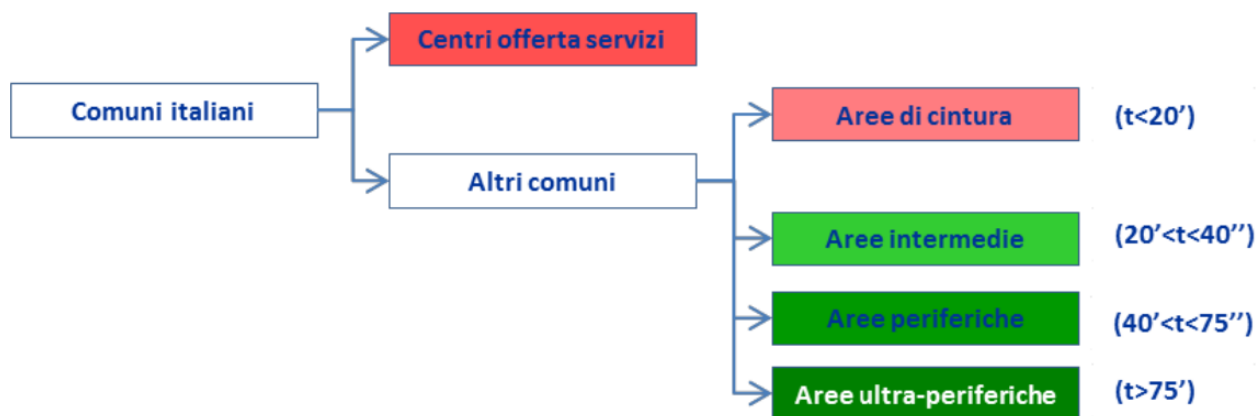 Centri offerta servizi
Comuni italiani
Aree di cintura (t<20’)
Altri comuni
Aree intermedie (20’<t<40’’)
Aree periferiche (40’<t<75’’)
Aree ultra-periferiche (t>75’)